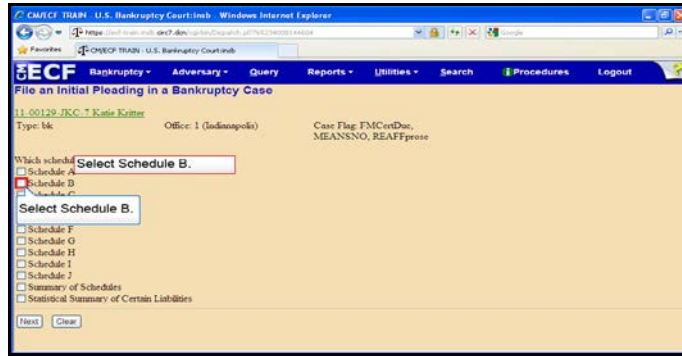 CM/ECF TRAIN - U.S. Bankruptcy Court:insb - Windows Internet Explorer
Google
Favorites CM/ECF TRAIN - U.S. Bankruptcy Court:insb
ECF Bankruptcy Adversary Query Reports Utilities Search Procedures Logout ?
File an Initial Pleading in a Bankruptcy Case
11-00129-JKC-7 Katie Kritter
Type: bk Office: 1 (Indianapolis) Case Flag: FMCertDue,
MEANSNO, REAFFprose
Which schedul
Select Schedule B.
Schedule A
Schedule B
Select Schedule B.
Schedule F
Schedule G
Schedule H
Schedule I
Schedule J
Summary of Schedules
Statistical Summary of Certain Liabilities
Next Clear